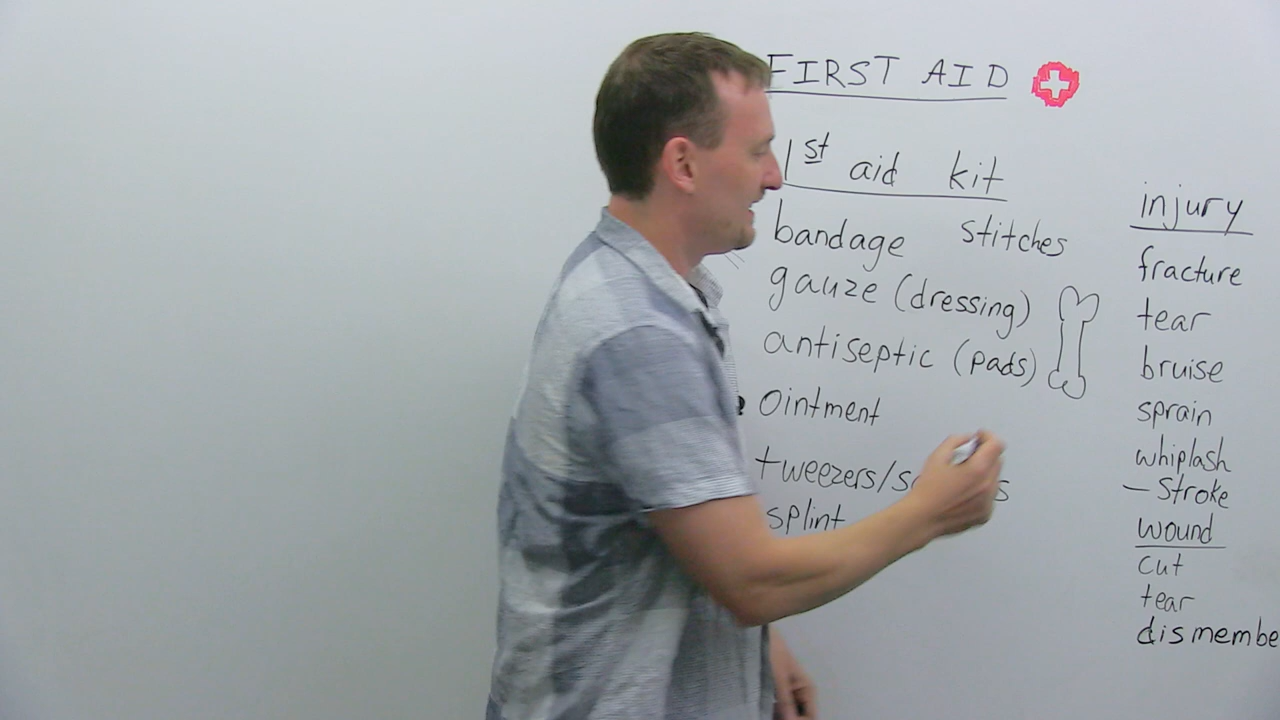 FIRST AID
1st aid kit
bandage stitches
gauze (dressing)
antiseptic (pads)
ointment
tweezers/
splint
injury
fracture
tear
bruise
sprain
whiplash
- Stroke
wound
cut
tear
dismembe